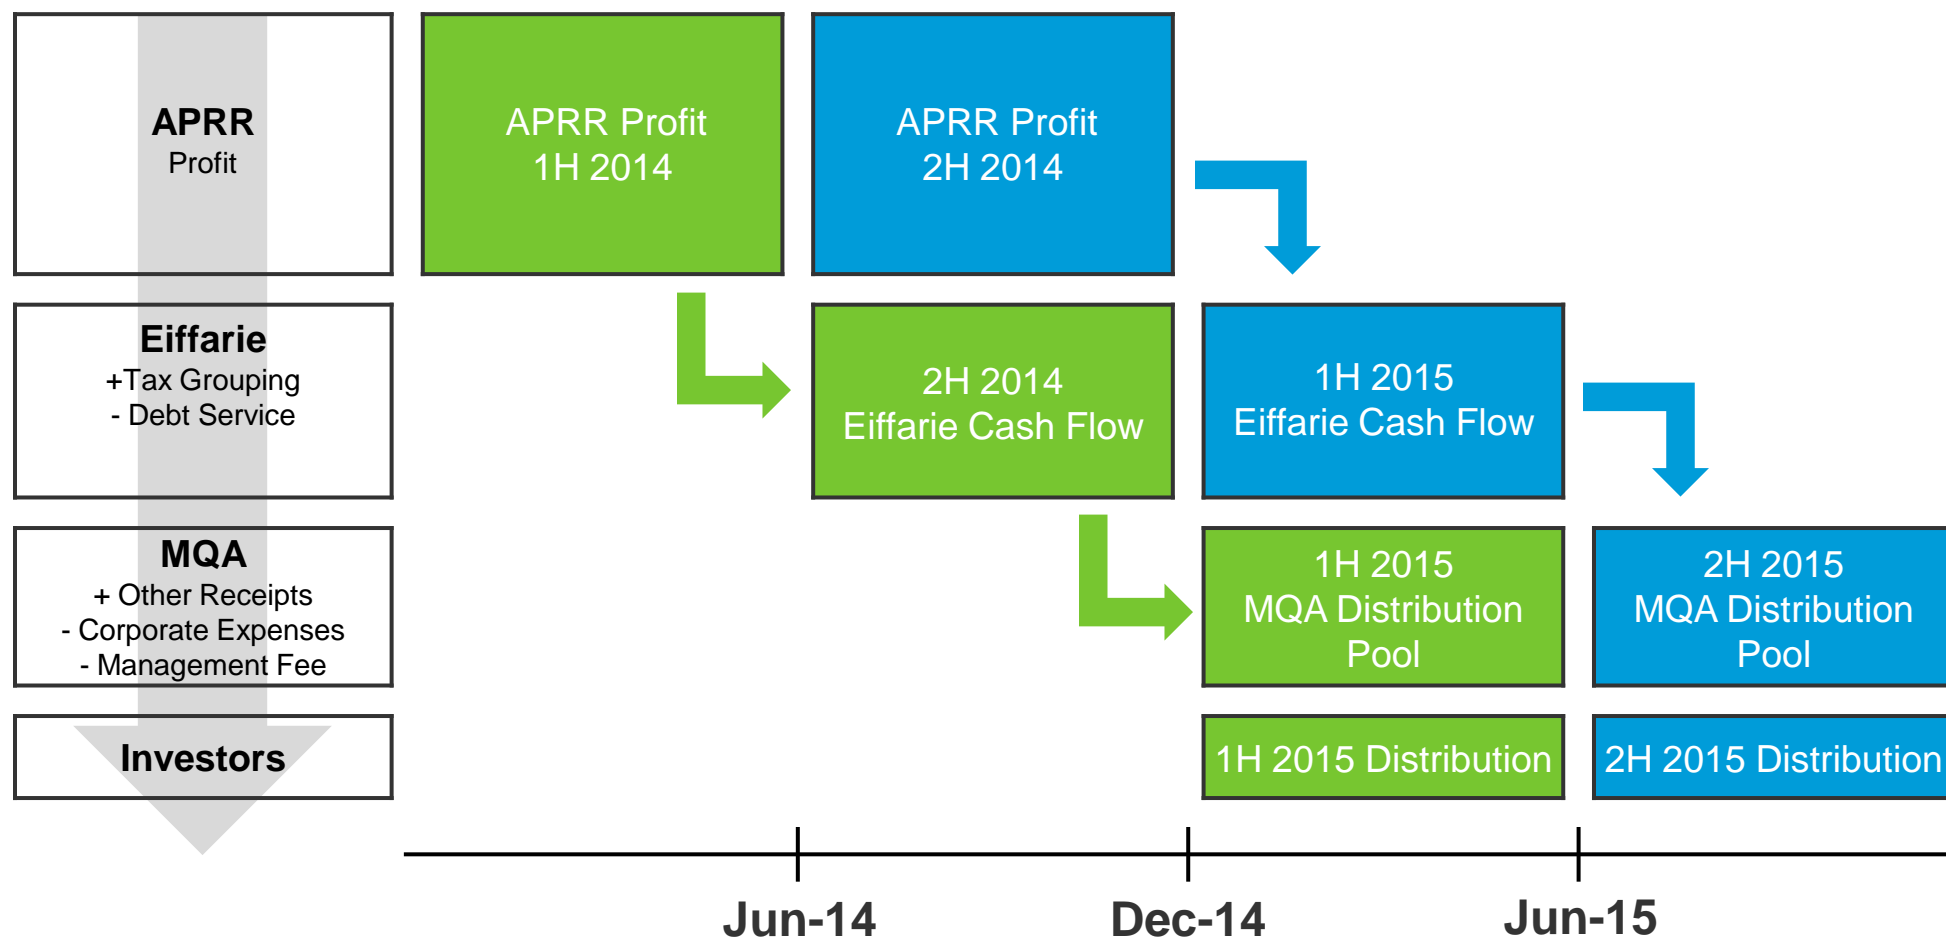 APRR
Profit
APRR Profit
1H 2014
APRR Profit
2H 2014
Eiffarie
+Tax Grouping
- Debt Service
2H 2014
Eiffarie Cash Flow
1H 2015
Eiffarie Cash Flow
MQA
+ Other Receipts
- Corporate Expenses
- Management Fee
1H 2015
MQA Distribution
Pool
2H 2015
MQA Distribution
Pool
Investors
1H 2015 Distribution
2H 2015 Distribution
Jun-14
Dec-14
Jun-15